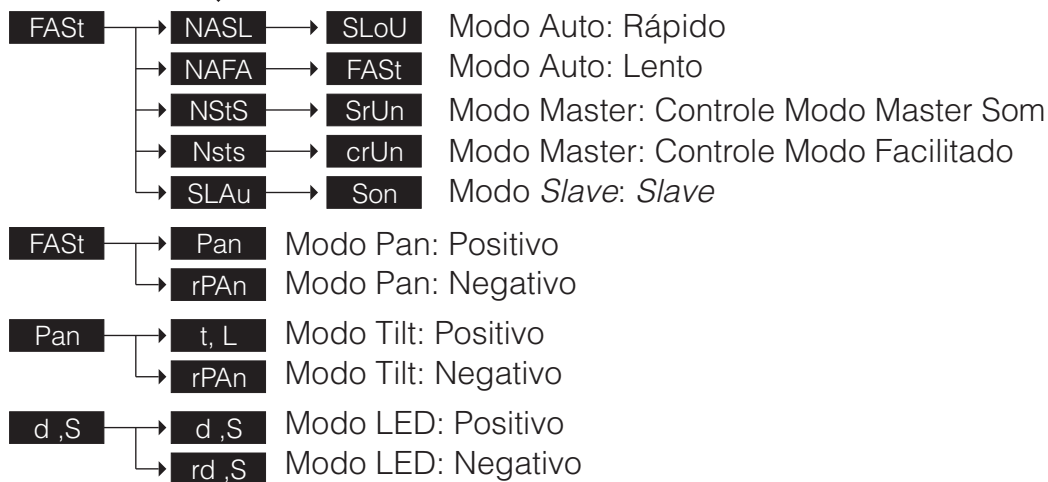 FASt NASL SLoU Modo Auto: Rápido
NAFA FASt Modo Auto: Lento
NStS SrUn Modo Master: Controle Modo Master Som
Nsts crUn Modo Master: Controle Modo Facilitado
SLAu Son Modo Slave: Slave
FASt Pan Modo Pan: Positivo
rPAn Modo Pan: Negativo
Pan t, L Modo Tilt: Positivo
rPAn Modo Tilt: Negativo
d ,S d ,S Modo LED: Positivo
rd ,S Modo LED: Negativo